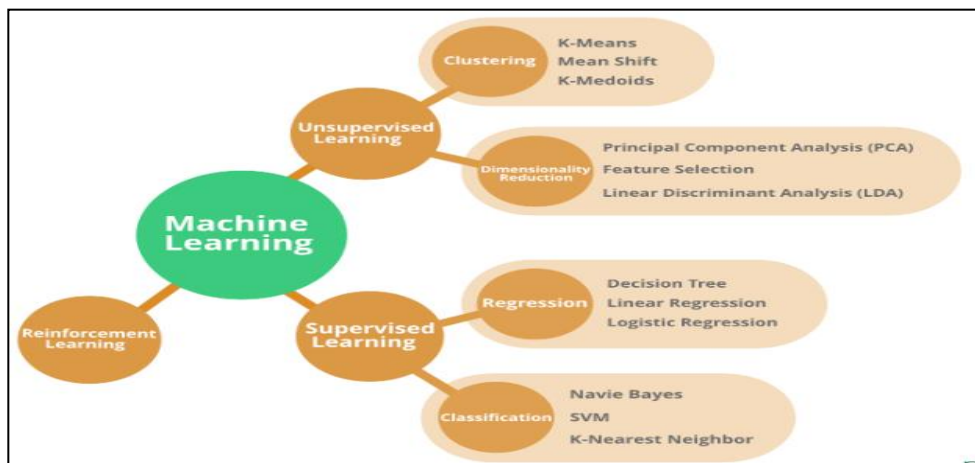 Clustering
K-Means
Mean Shift
K-Medoids
Unsupervised
Learning
Dimensionality
Reduction
Principal Component Analysis (PCA)
Feature Selection
Linear Discriminant Analysis (LDA)
Machine
Learning
Reinforcement
Learning
Supervised
Learning
Regression
Decision Tree
Linear Regression
Logistic Regression
Classification
Navie Bayes
SVM
K-Nearest Neighbor